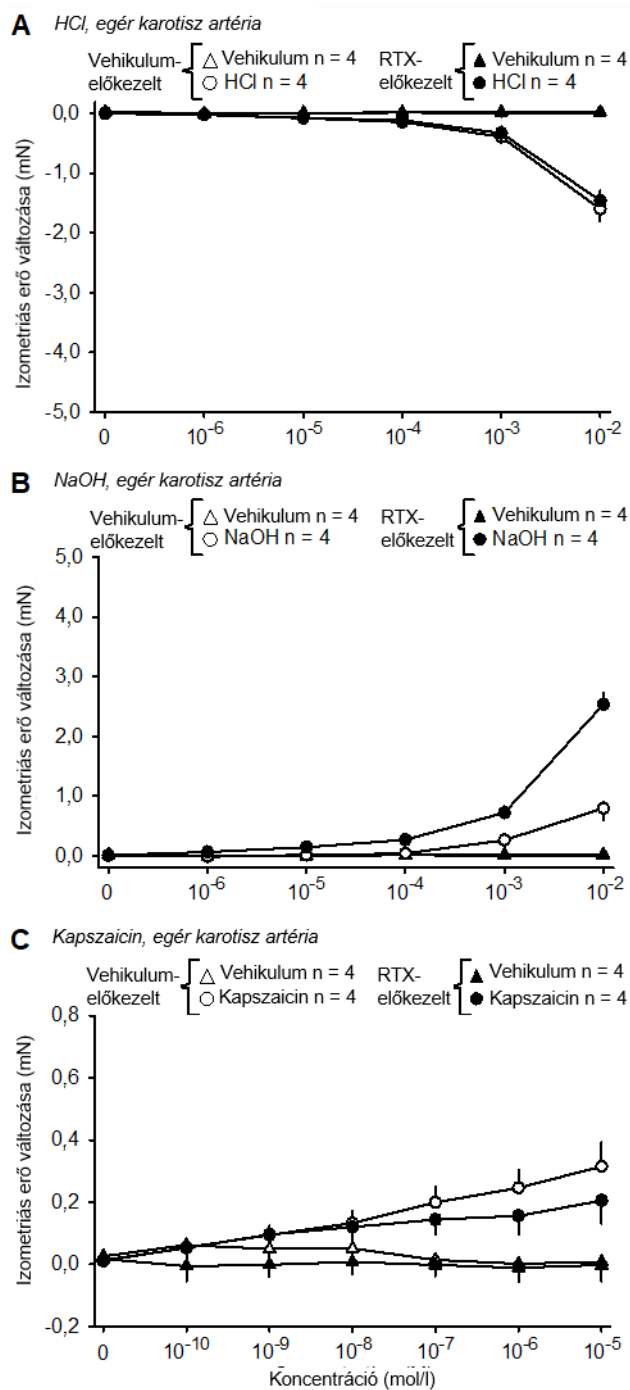 A HCl, egér karotisz artéria
Vehikulum-előkezelt { △ Vehikulum n = 4 RTX-előkezelt { ▲ Vehikulum n = 4
○ HCl n = 4 ● HCl n = 4
Izometriás erő változása (mN)
0,0
-1,0
-2,0
-3,0
-4,0
-5,0
0 10⁻⁶ 10⁻⁵ 10⁻⁴ 10⁻³ 10⁻²
B NaOH, egér karotisz artéria
Vehikulum-előkezelt { △ Vehikulum n = 4 RTX-előkezelt { ▲ Vehikulum n = 4
○ NaOH n = 4 ● NaOH n = 4
Izometriás erő változása (mN)
5,0
4,0
3,0
2,0
1,0
0,0
0 10⁻⁶ 10⁻⁵ 10⁻⁴ 10⁻³ 10⁻²
C Kapszaicin, egér karotisz artéria
Vehikulum-előkezelt { △ Vehikulum n = 4 RTX-előkezelt { ▲ Vehikulum n = 4
○ Kapszaicin n = 4 ● Kapszaicin n = 4
Izometriás erő változása (mN)
0,8
0,6
0,4
0,2
0,0
-0,2
0 10⁻¹⁰ 10⁻⁹ 10⁻⁸ 10⁻⁷ 10⁻⁶ 10⁻⁵
Koncentráció (mol/l)